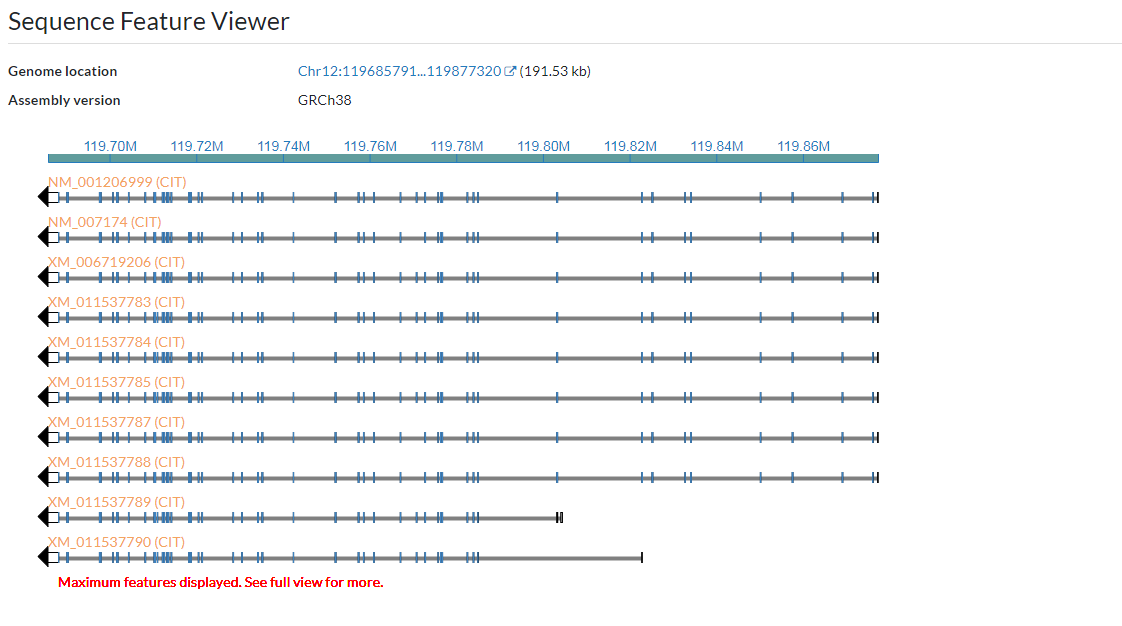 Sequence Feature Viewer
Genome location Chr12:119685791...119877320 (191.53 kb)
Assembly version GRCh38
119.70M 119.72M 119.74M 119.76M 119.78M 119.80M 119.82M 119.84M 119.86M
NM_001206999 (CIT)
NM_007174 (CIT)
XM_006719206 (CIT)
XM_011537783 (CIT)
XM_011537784 (CIT)
XM_011537785 (CIT)
XM_011537787 (CIT)
XM_011537788 (CIT)
XM_011537789 (CIT)
XM_011537790 (CIT)
Maximum features displayed. See full view for more.